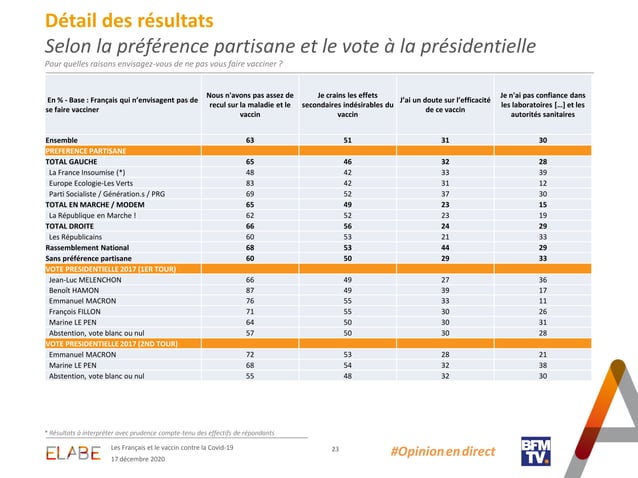 Détail des résultats
Selon la préférence partisane et le vote à la présidentielle
Pour quelles raisons envisagez-vous de ne pas vous faire vacciner ?
En % - Base : Français qui n'envisagent pas de se faire vacciner | Nous n'avons pas assez de recul sur la maladie et le vaccin | Je crains les effets secondaires indésirables du vaccin | J'ai un doute sur l'efficacité de ce vaccin | Je n'ai pas confiance dans les laboratoires […] et les autorités sanitaires
Ensemble 63 51 31 30
PREFERENCE PARTISANE
TOTAL GAUCHE 65 46 32 28
La France Insoumise (*) 48 42 33 39
Europe Ecologie-Les Verts 83 42 31 12
Parti Socialiste / Génération.s / PRG 69 52 37 30
TOTAL EN MARCHE / MODEM 65 49 23 15
La République en Marche ! 62 52 23 19
TOTAL DROITE 66 56 24 29
Les Républicains 60 53 21 33
Rassemblement National 68 53 44 29
Sans préférence partisane 60 50 29 33
VOTE PRESIDENTIELLE 2017 (1ER TOUR)
Jean-Luc MELENCHON 66 49 27 36
Benoît HAMON 87 49 39 17
Emmanuel MACRON 76 55 33 11
François FILLON 71 55 30 26
Marine LE PEN 64 50 30 31
Abstention, vote blanc ou nul 57 50 30 28
VOTE PRESIDENTIELLE 2017 (2ND TOUR)
Emmanuel MACRON 72 53 28 21
Marine LE PEN 68 54 32 38
Abstention, vote blanc ou nul 55 48 32 30
* Résultats à interpréter avec prudence compte-tenu des effectifs de répondants
ELABE
Les Français et le vaccin contre la Covid-19
17 décembre 2020
23
#Opinionendirect
BFM
TV.